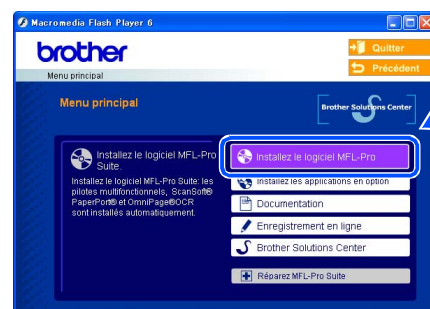 Macromedia Flash Player 6
brother
Quitter
Précédent
Menu principal
Menu principal
Brother Solutions Center
Installez le logiciel MFL-Pro
Suite.
Installez le logiciel MFL-Pro Suite: les
pilotes multifonctionnels, ScanSoft®
PaperPort® et OmniPage®OCR
sont installés automatiquement.
Installez le logiciel MFL-Pro
Installez les applications en option
Documentation
Enregistrement en ligne
Brother Solutions Center
Réparez MFL-Pro Suite